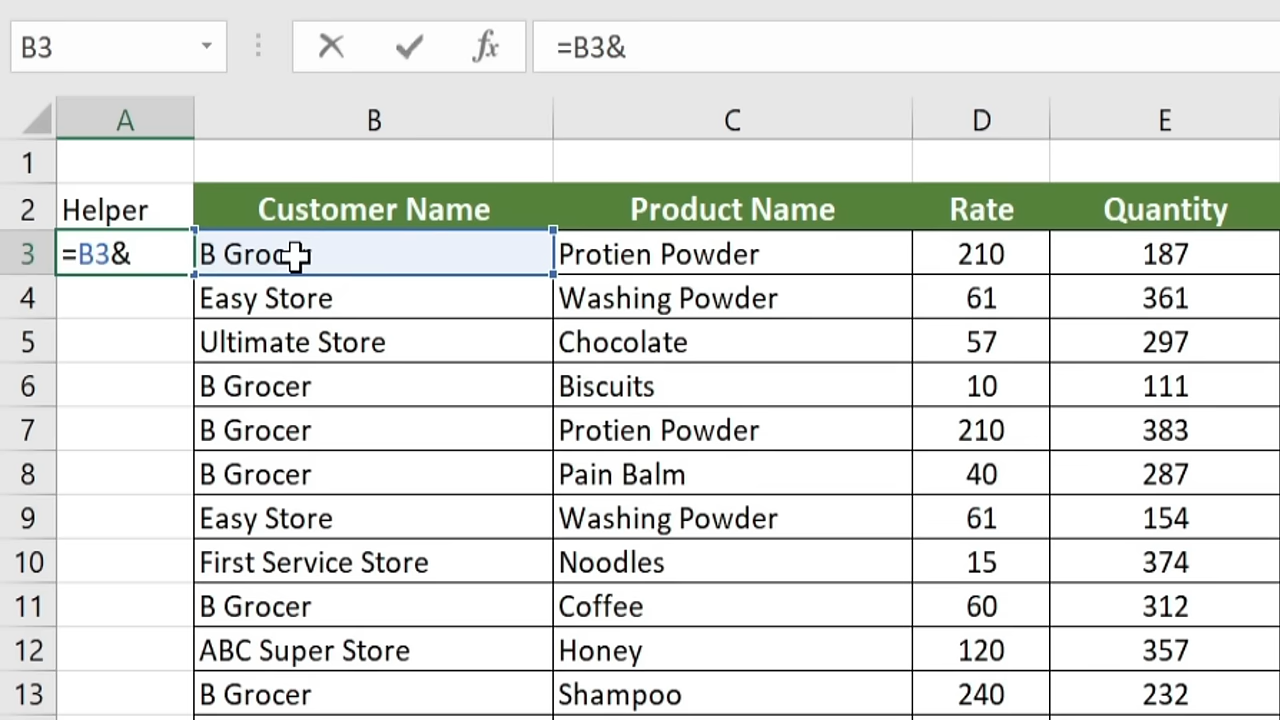 B3 fx =B3&
A B C D E
1
2 Helper Customer Name Product Name Rate Quantity
3 =B3& B Grocer Protien Powder 210 187
4 Easy Store Washing Powder 61 361
5 Ultimate Store Chocolate 57 297
6 B Grocer Biscuits 10 111
7 B Grocer Protien Powder 210 383
8 B Grocer Pain Balm 40 287
9 Easy Store Washing Powder 61 154
10 First Service Store Noodles 15 374
11 B Grocer Coffee 60 312
12 ABC Super Store Honey 120 357
13 B Grocer Shampoo 240 232